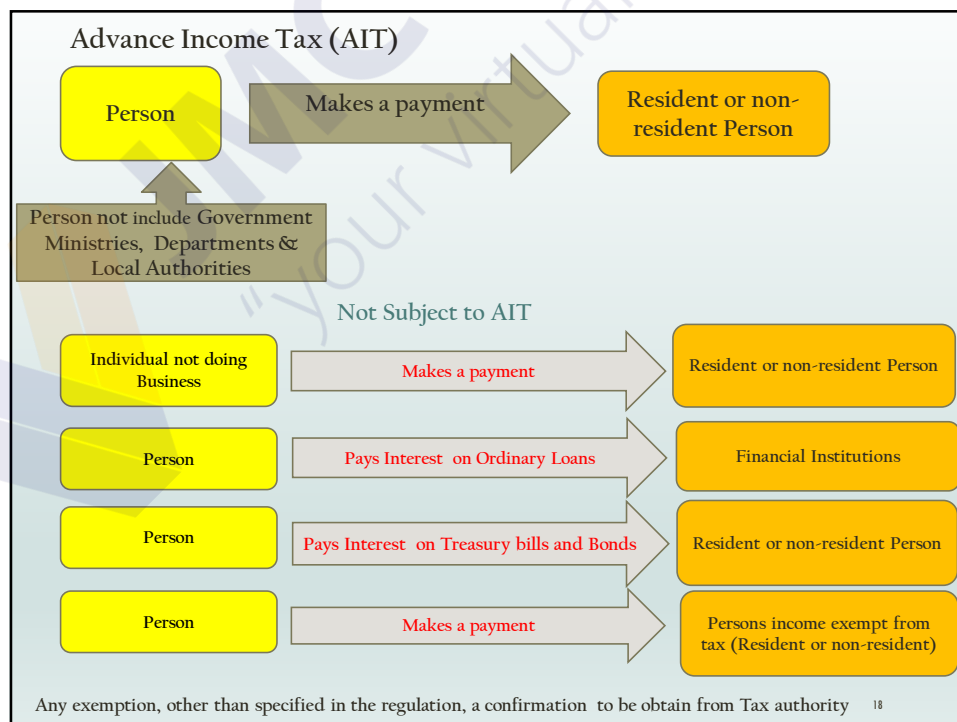 Advance Income Tax (AIT)
Person
Makes a payment
Resident or non-
resident Person
Person not include Government
Ministries, Departments &
Local Authorities
Not Subject to AIT
Individual not doing
Business
Makes a payment
Resident or non-resident Person
Person
Pays Interest on Ordinary Loans
Financial Institutions
Person
Pays Interest on Treasury bills and Bonds
Resident or non-resident Person
Person
Makes a payment
Persons income exempt from
tax (Resident or non-resident)
Any exemption, other than specified in the regulation, a confirmation to be obtain from Tax authority
18
JMC
"your virtual